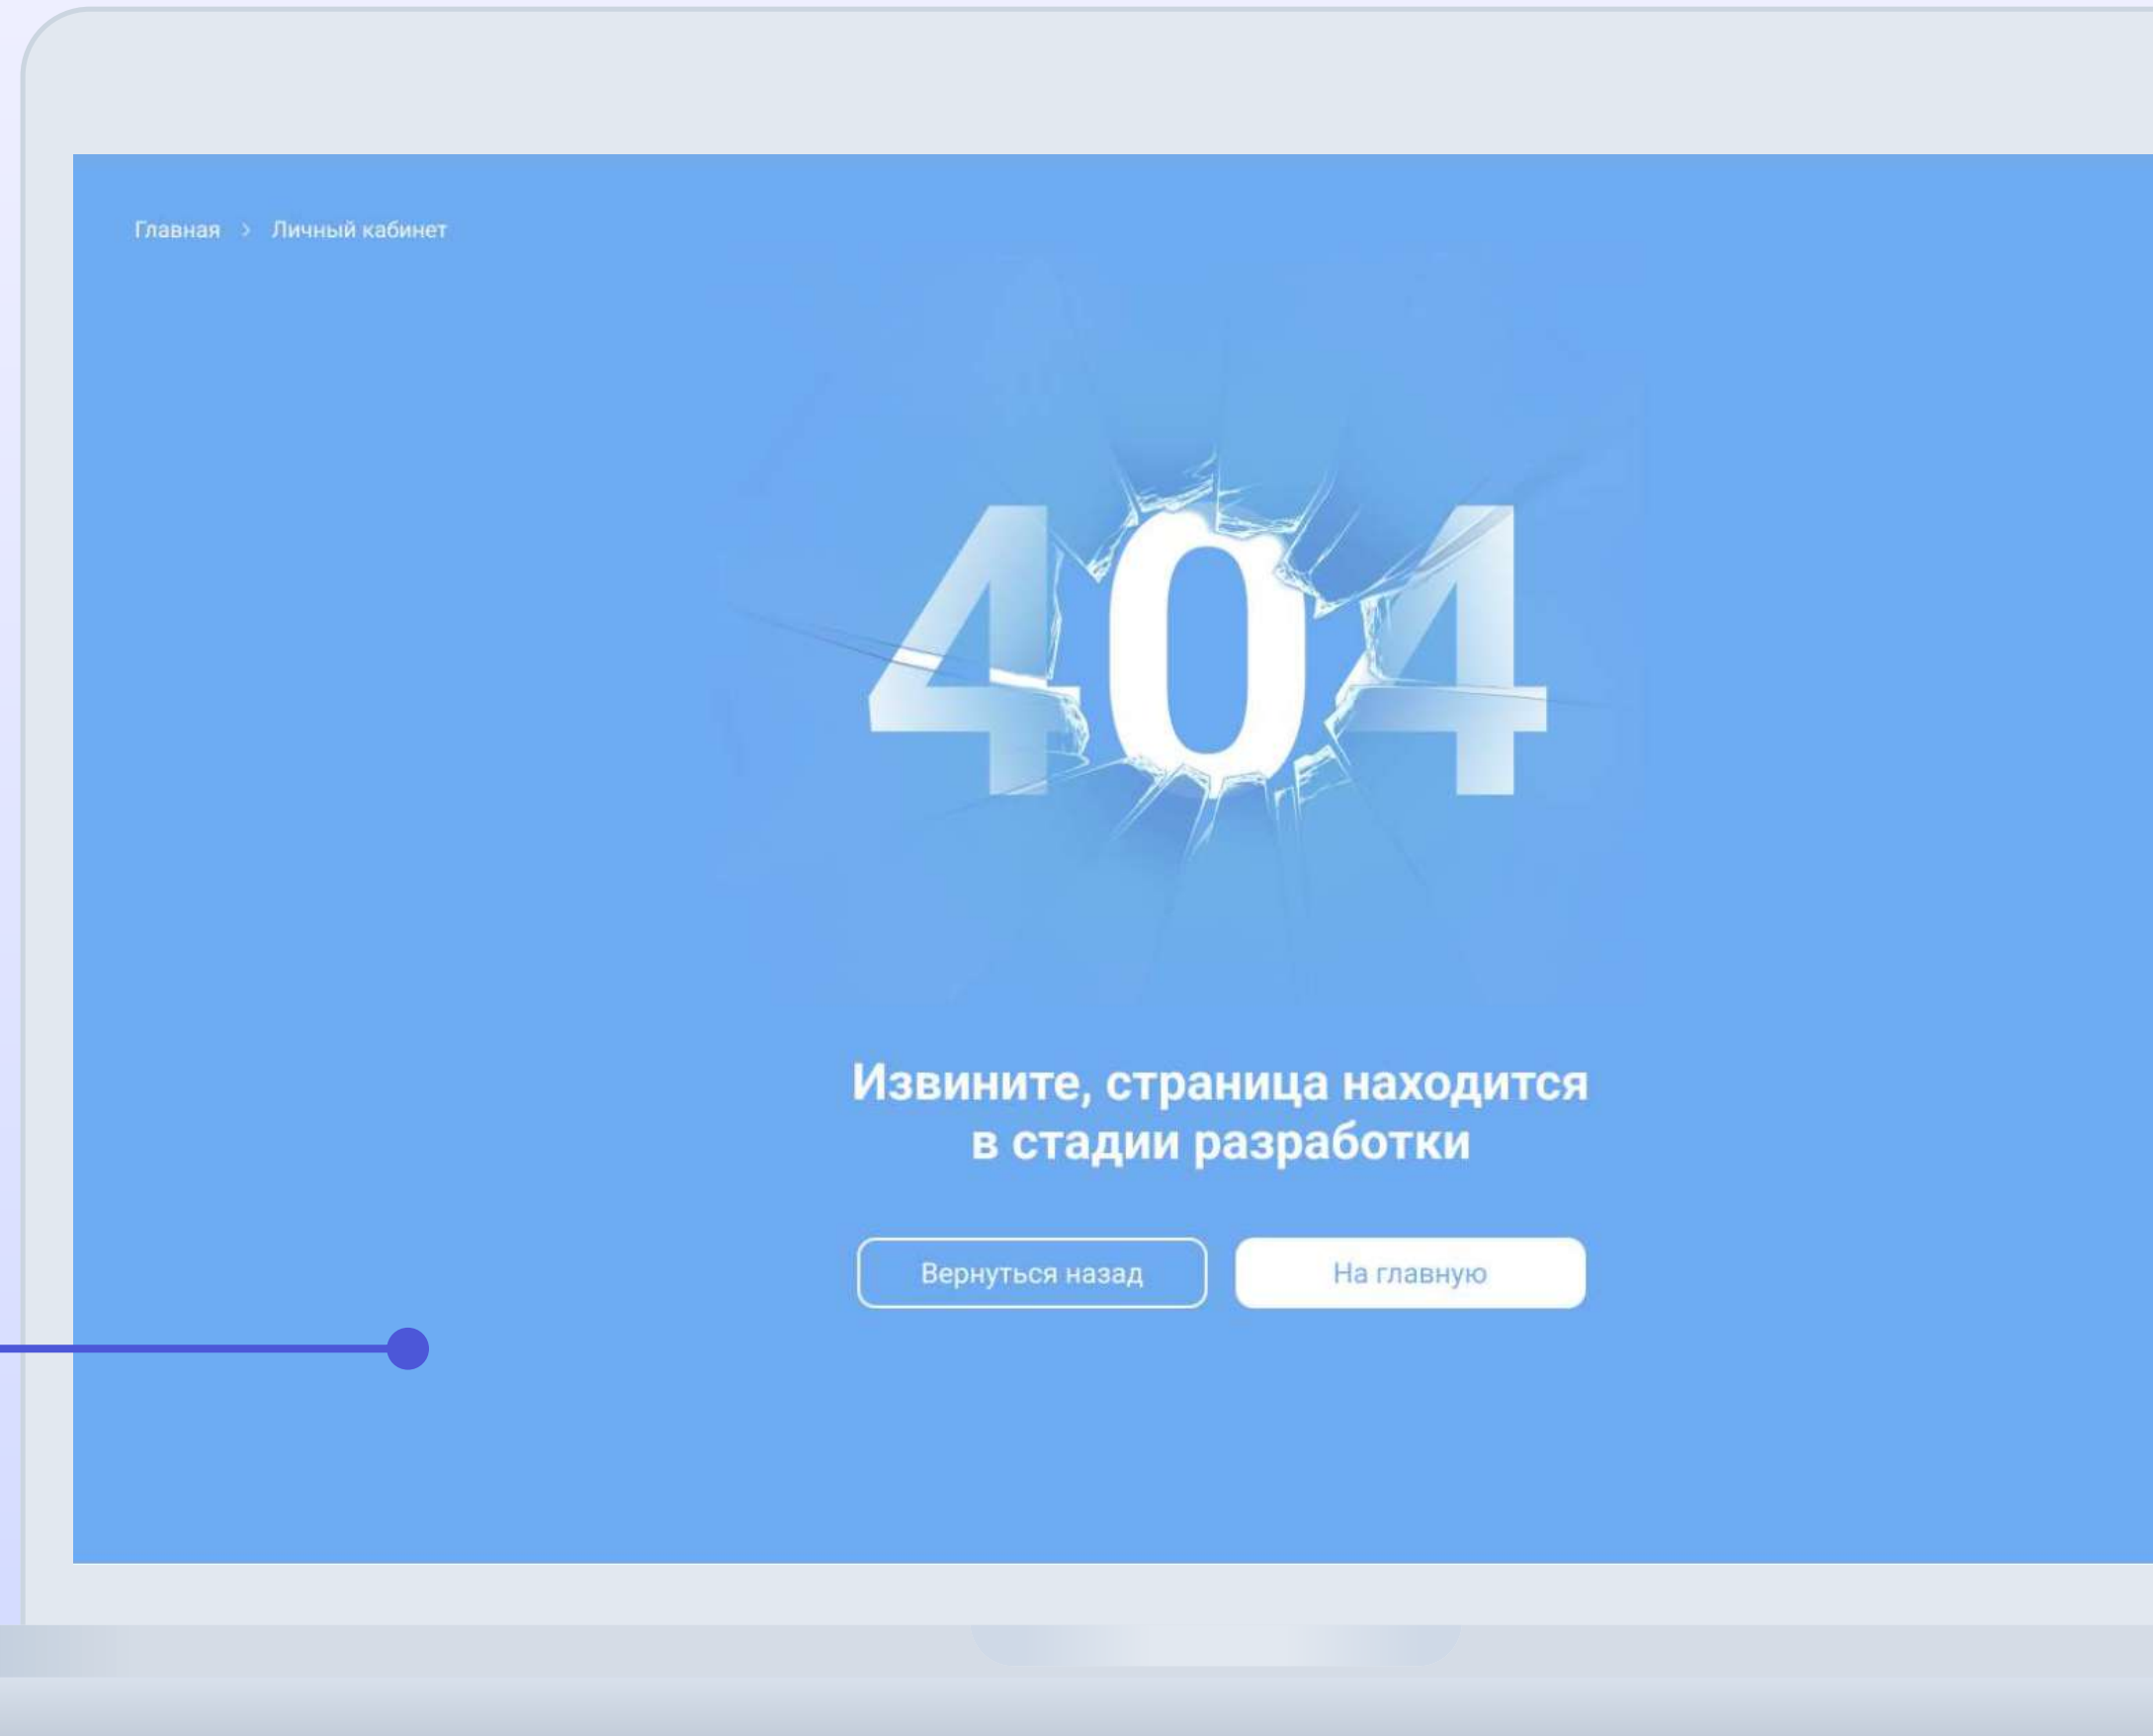 Главная > Личный кабинет
404
Извините, страница находится
в стадии разработки
Вернуться назад
На главную